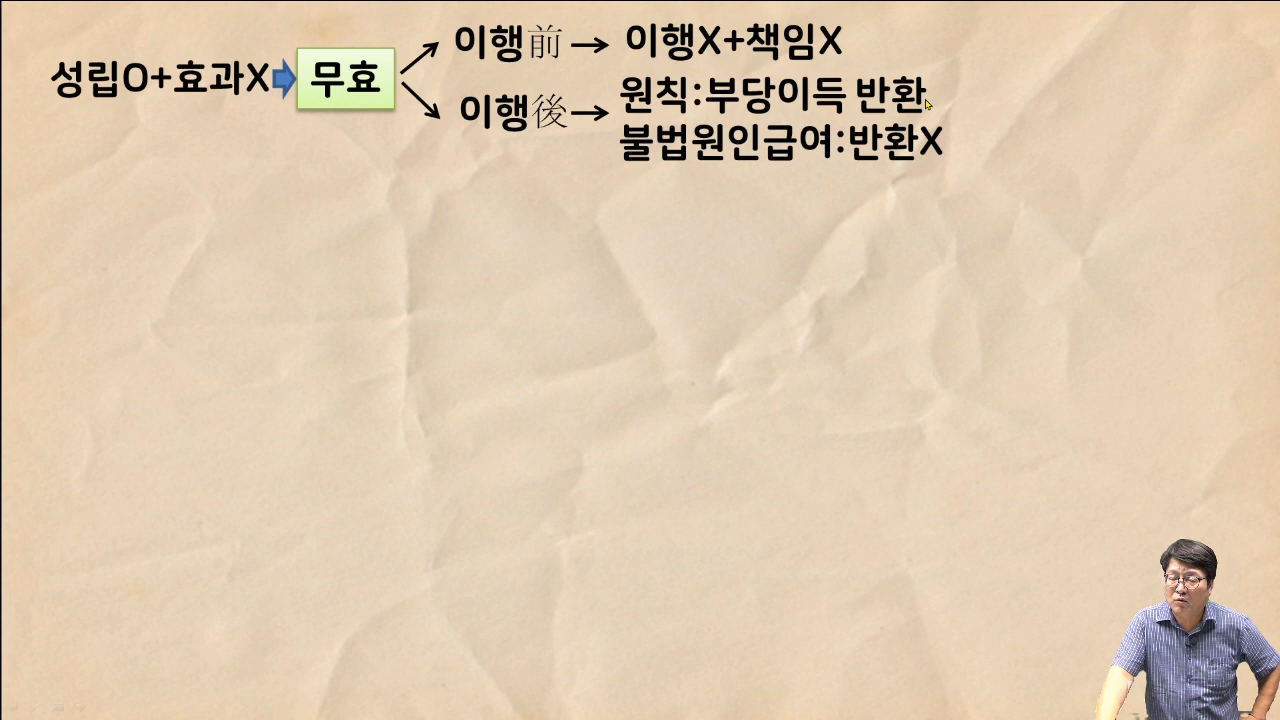 성립O+효과X
무효
이행前 → 이행X+책임X
이행後 → 원칙:부당이득 반환
불법원인급여:반환X